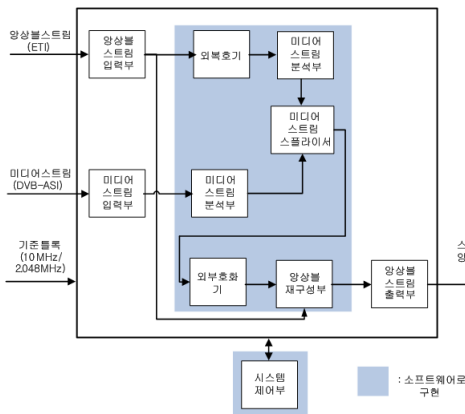 앙상블스트림
(ETI)
앙상블
스트림
입력부
외복호기
미디어
스트림
분석부
미디어
스트림
스플라이서
미디어스트림
(DVB-ASI)
미디어
스트림
입력부
미디어
스트림
분석부
기준클록
(10MHz/
2.048MHz)
외부호화
기
앙상블
재구성부
앙상블
스트림
출력부
스
앙
시스템
제어부
: 소프트웨어로
구현